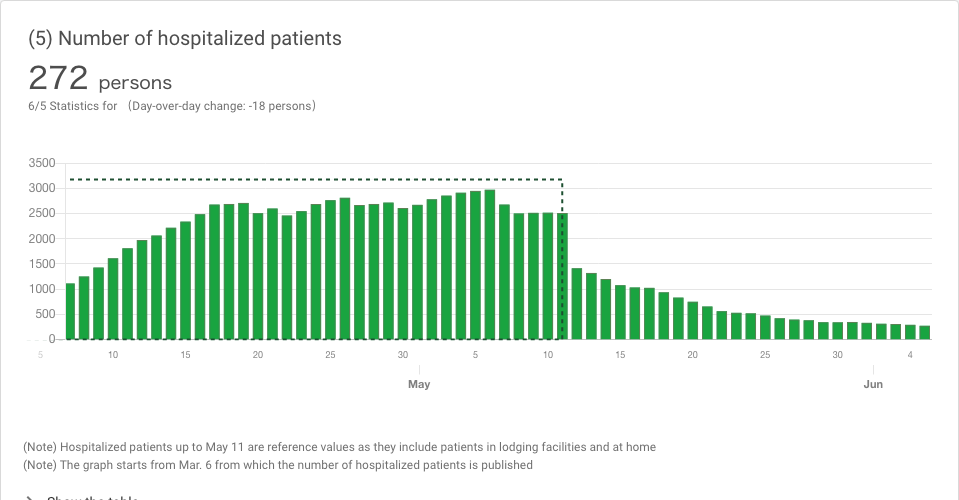 (5) Number of hospitalized patients
272 persons
6/5 Statistics for (Day-over-day change: -18 persons)
3500
3000
2500
2000
1500
1000
500
0
5 10 15 20 25 30 5 10 15 20 25 30 4
May Jun
(Note) Hospitalized patients up to May 11 are reference values as they include patients in lodging facilities and at home
(Note) The graph starts from Mar. 6 from which the number of hospitalized patients is published
Show the table